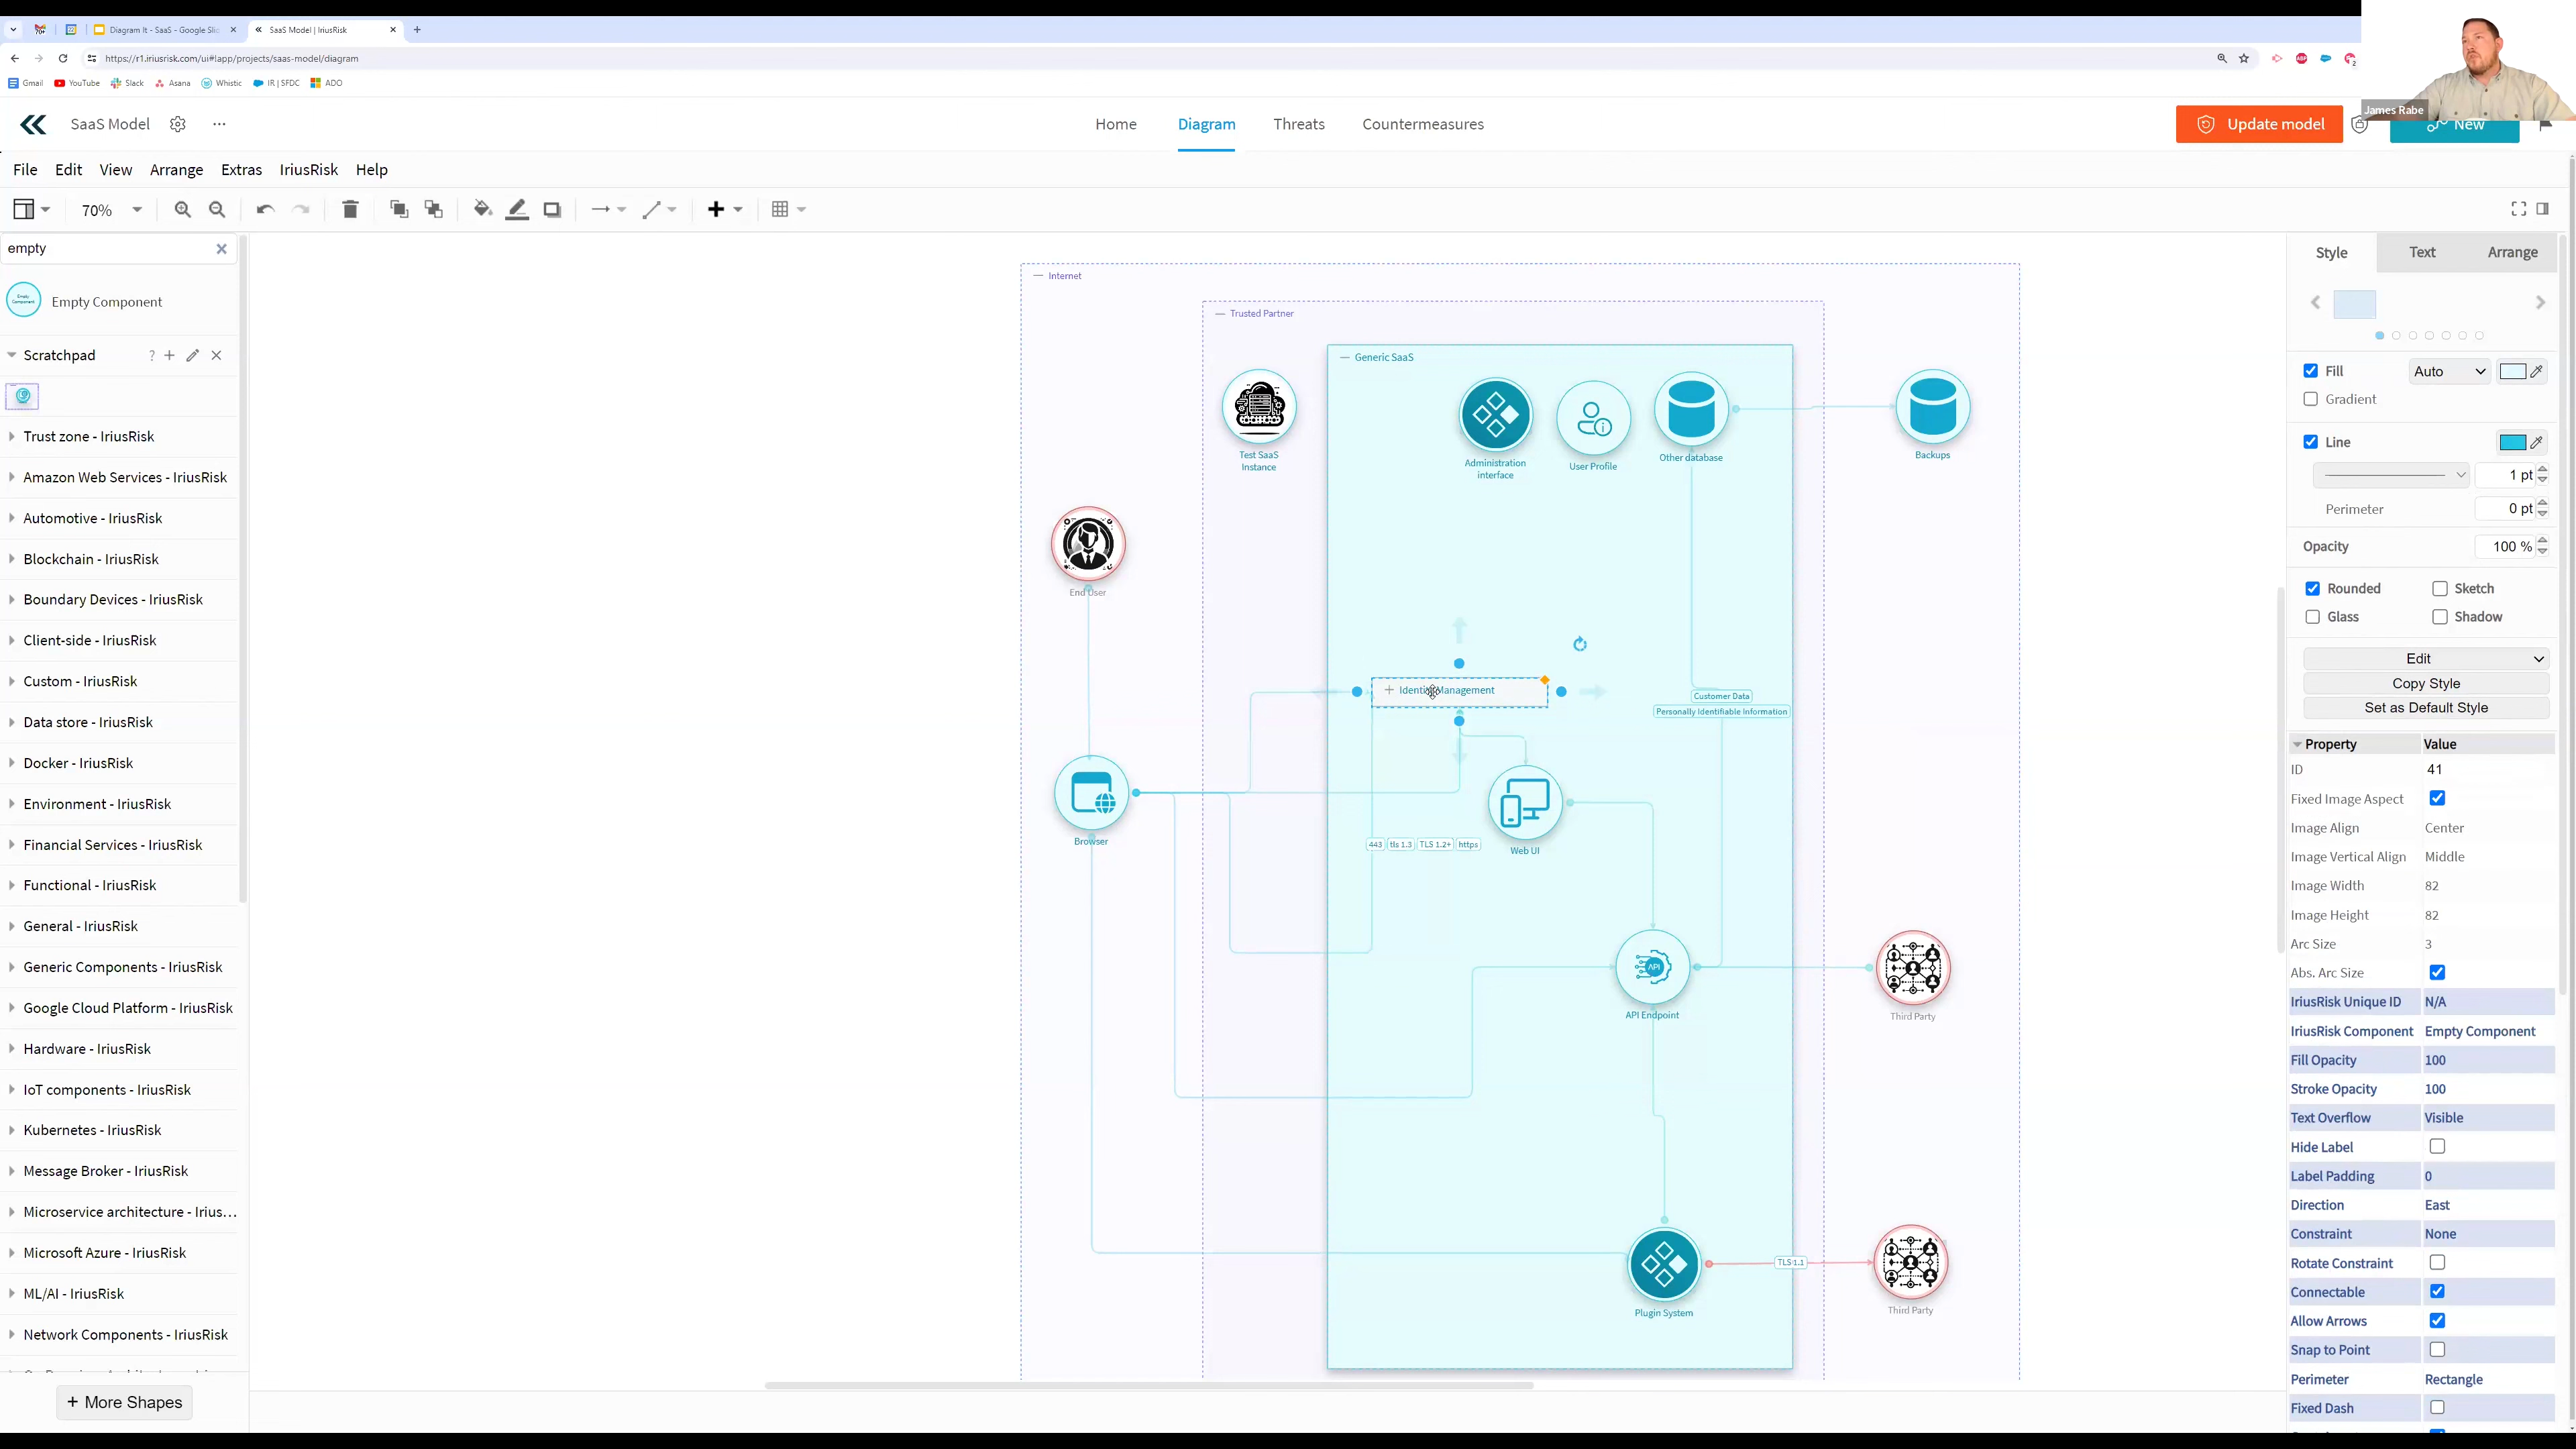 Diagram It - SaaS - Google Slid
SaaS Model | IriusRisk
https://r1.iriusrisk.com/ui#!app/projects/saas-model/diagram
Gmail
YouTube
Slack
Asana
Whistic
IR | SFDC
ADO
James Rabe
SaaS Model
Home
Diagram
Threats
Countermeasures
Update model
New
File
Edit
View
Arrange
Extras
IriusRisk
Help
70%
empty
Empty Component
Scratchpad
?
Trust zone - IriusRisk
Amazon Web Services - IriusRisk
Automotive - IriusRisk
Blockchain - IriusRisk
Boundary Devices - IriusRisk
Client-side - IriusRisk
Custom - IriusRisk
Data store - IriusRisk
Docker - IriusRisk
Environment - IriusRisk
Financial Services - IriusRisk
Functional - IriusRisk
General - IriusRisk
Generic Components - IriusRisk
Google Cloud Platform - IriusRisk
Hardware - IriusRisk
IoT components - IriusRisk
Kubernetes - IriusRisk
Message Broker - IriusRisk
Microservice architecture - Irius…
Microsoft Azure - IriusRisk
ML/AI - IriusRisk
Network Components - IriusRisk
+ More Shapes
Internet
Trusted Partner
Generic SaaS
Test SaaS
Instance
Administration
interface
User Profile
Other database
Backups
End User
Identity Management
Customer Data
Personally Identifiable Information
Browser
443
tls 1.3
TLS 1.2+
https
Web UI
API
API Endpoint
Third Party
Plugin System
TLS 1.1
Third Party
Style
Text
Arrange
Fill
Auto
Gradient
Line
1 pt
Perimeter
0 pt
Opacity
100 %
Rounded
Sketch
Glass
Shadow
Edit
Copy Style
Set as Default Style
Property
Value
ID
41
Fixed Image Aspect
Image Align
Center
Image Vertical Align
Middle
Image Width
82
Image Height
82
Arc Size
3
Abs. Arc Size
IriusRisk Unique ID
N/A
IriusRisk Component
Empty Component
Fill Opacity
100
Stroke Opacity
100
Text Overflow
Visible
Hide Label
Label Padding
0
Direction
East
Constraint
None
Rotate Constraint
Connectable
Allow Arrows
Snap to Point
Perimeter
Rectangle
Fixed Dash